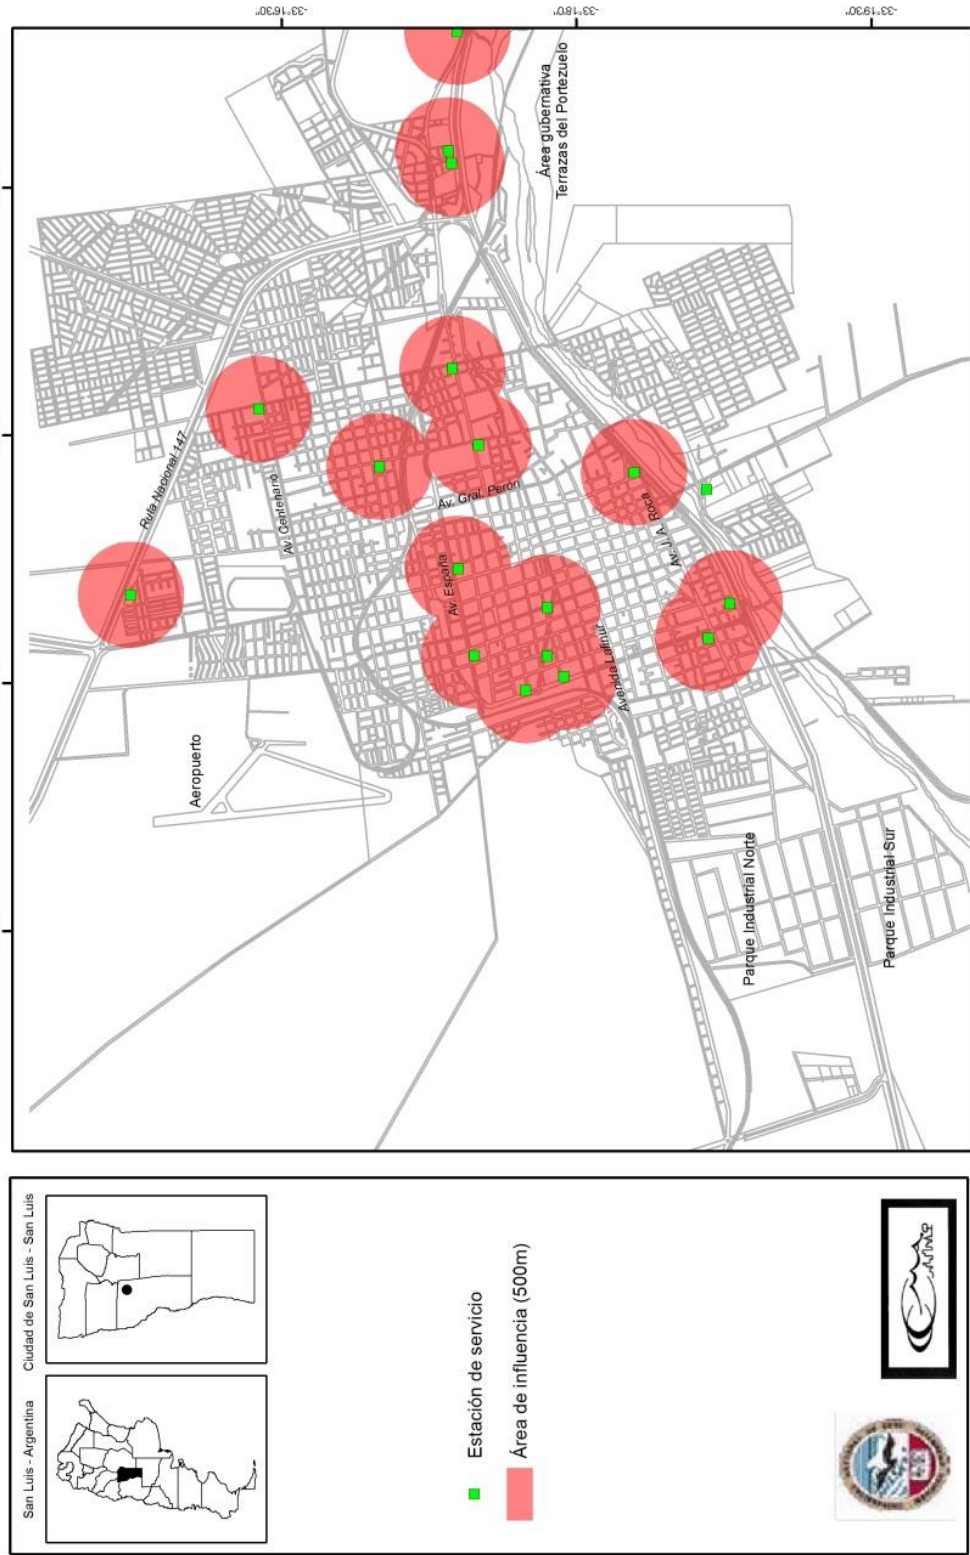 -33°16'30"
-33°18'0"
-33°19'30"
Ruta Nacional 147
Av. Centenario
Av. Gral. Perón
Av. España
Avenida Lafinur
Av. J. A. Roca
Área gubernativa
Terrazas del Portezuelo
Aeropuerto
Parque Industrial Norte
Parque Industrial Sur
San Luis - Argentina
Ciudad de San Luis - San Luis
Estación de servicio
Área de influencia (500m)